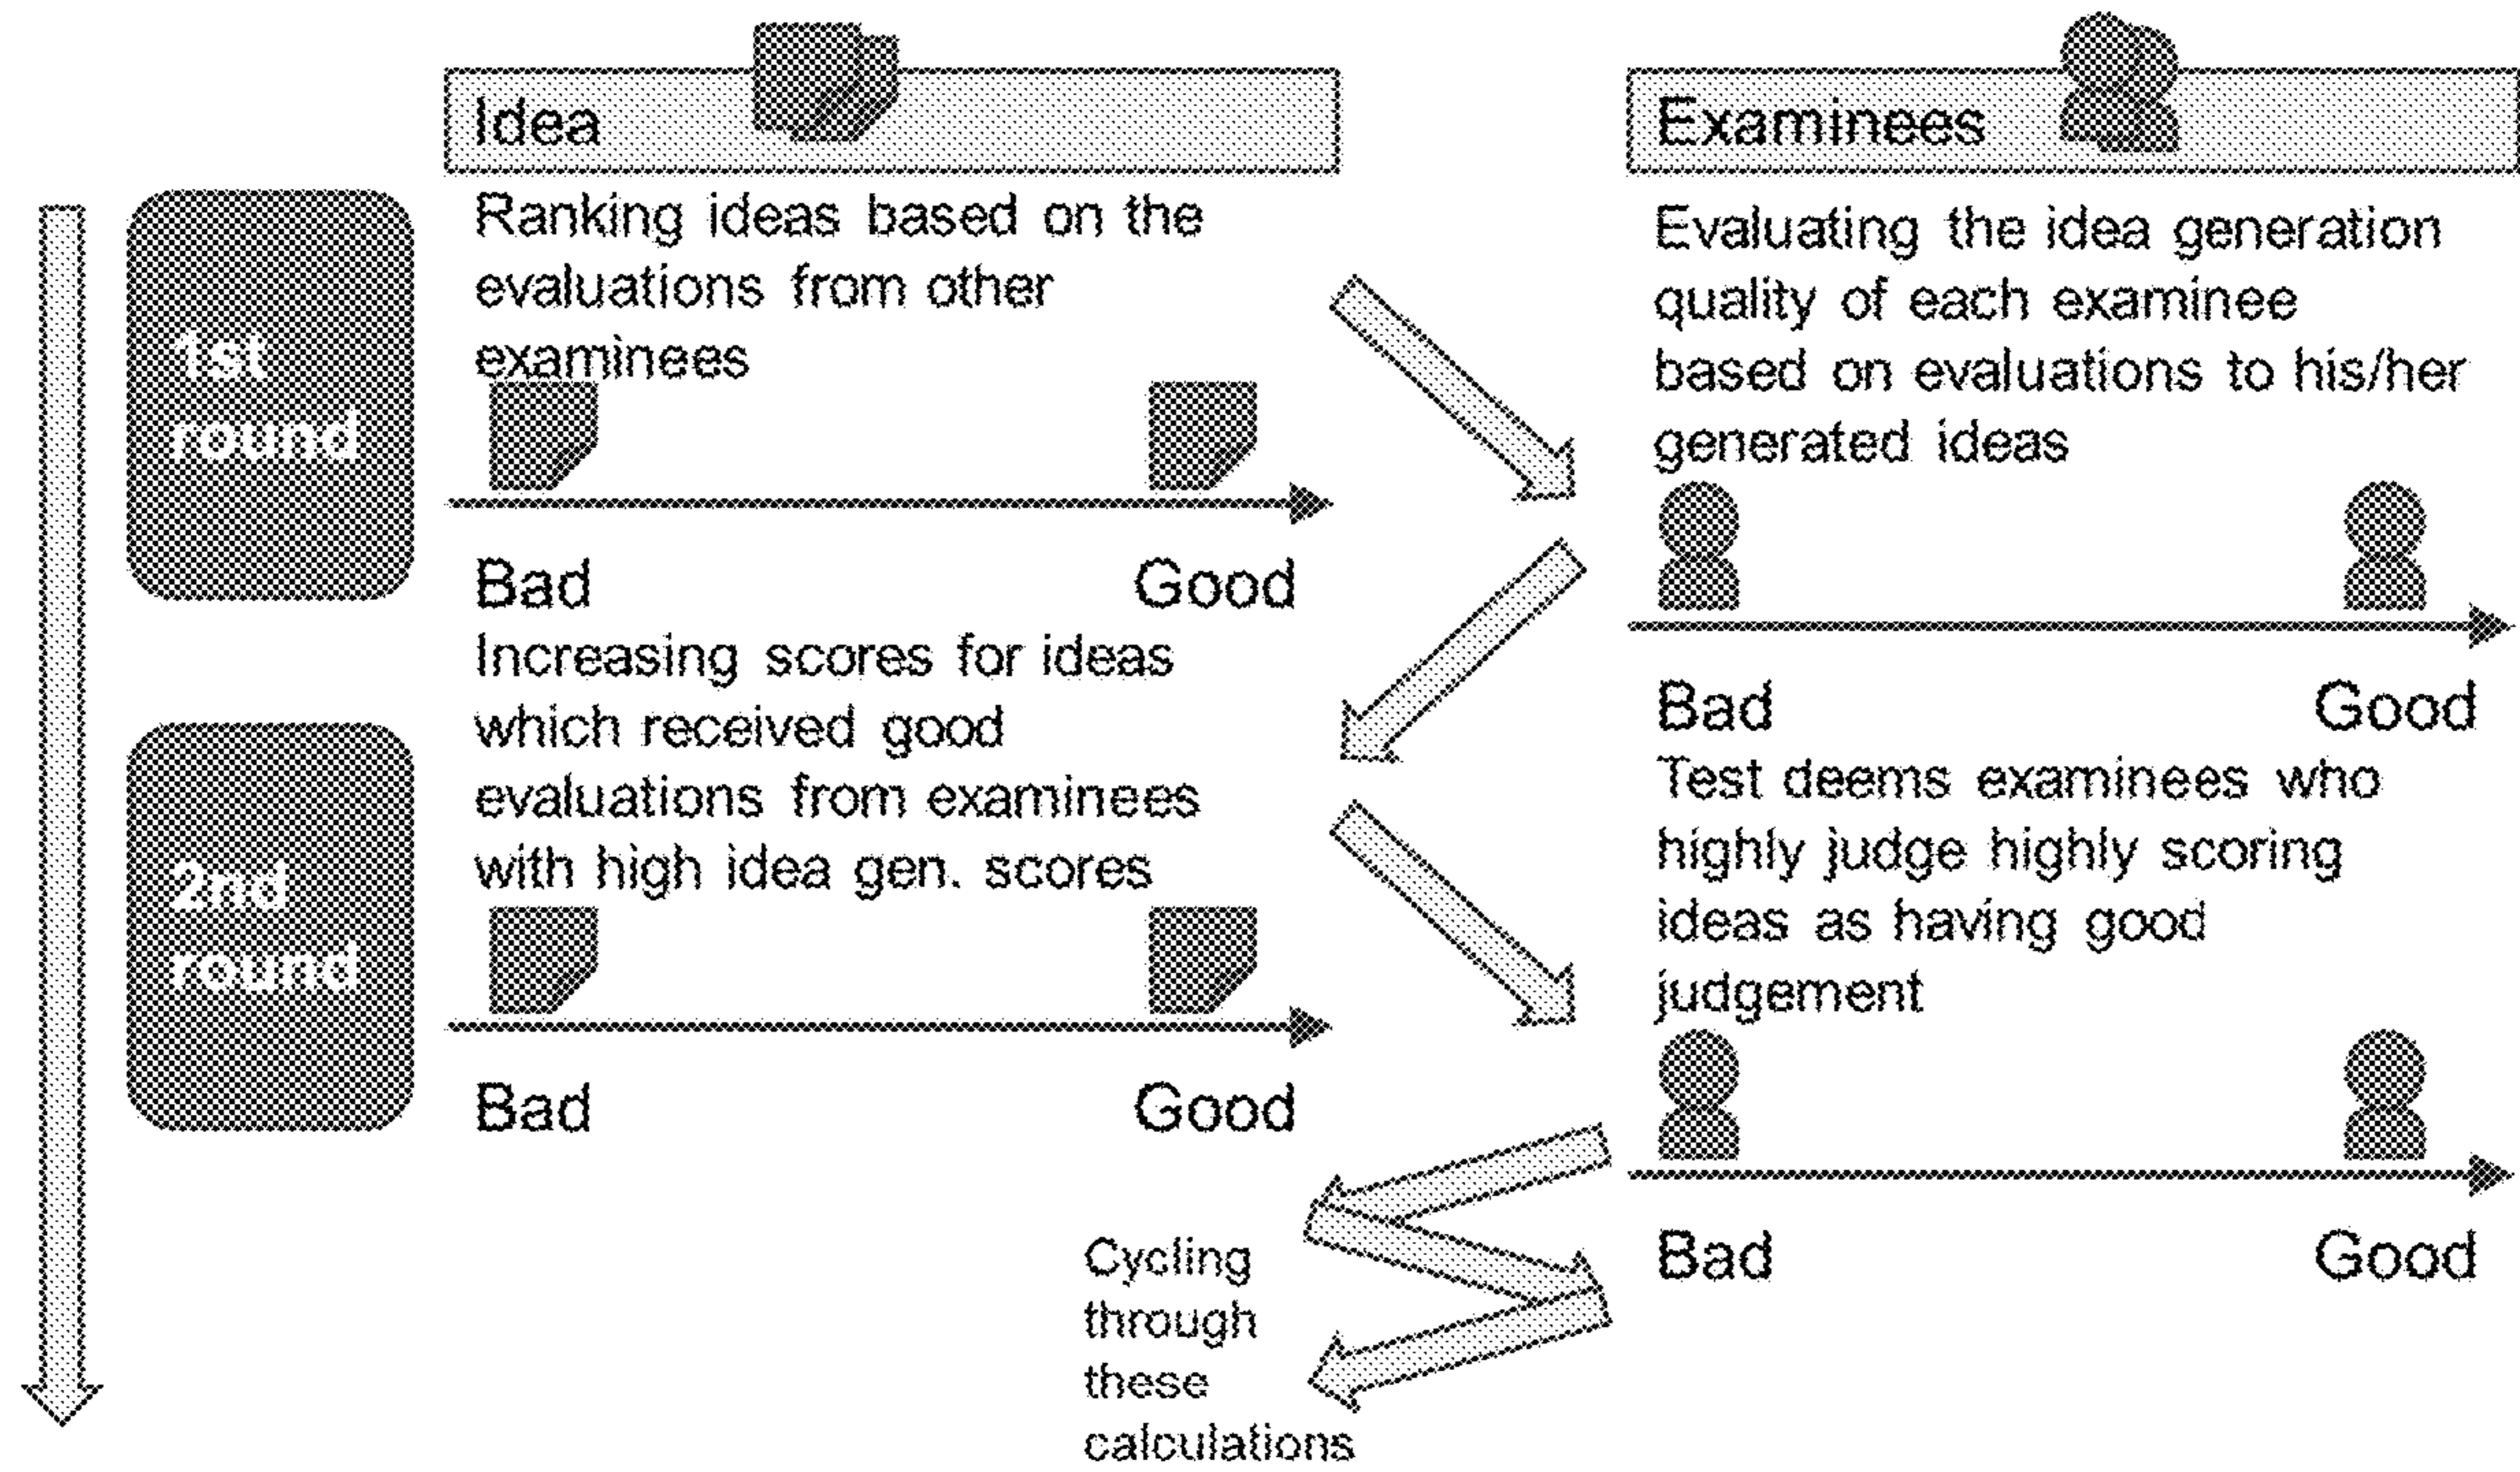 Idea
Examinees
1st
round
Ranking ideas based on the
evaluations from other
examinees
Bad Good
Evaluating the idea generation
quality of each examinee
based on evaluations to his/her
generated ideas
Bad Good
2nd
round
Increasing scores for ideas
which received good
evaluations from examinees
with high idea gen. scores
Bad Good
Test deems examinees who
highly judge highly scoring
ideas as having good
judgement
Bad Good
Cycling
through
these
calculations